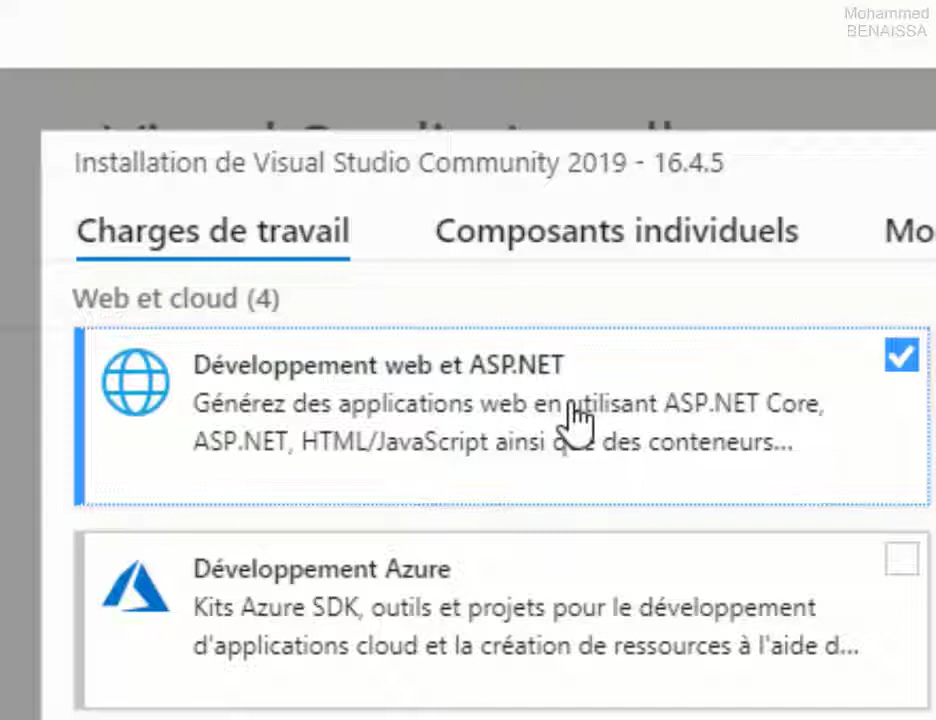 Mohammed
BENAISSA
Installation de Visual Studio Community 2019 - 16.4.5
Charges de travail
Composants individuels
Web et cloud (4)
Développement web et ASP.NET
Générez des applications web en utilisant ASP.NET Core,
ASP.NET, HTML/JavaScript ainsi que des conteneurs...
Développement Azure
Kits Azure SDK, outils et projets pour le développement
d'applications cloud et la création de ressources à l'aide d...